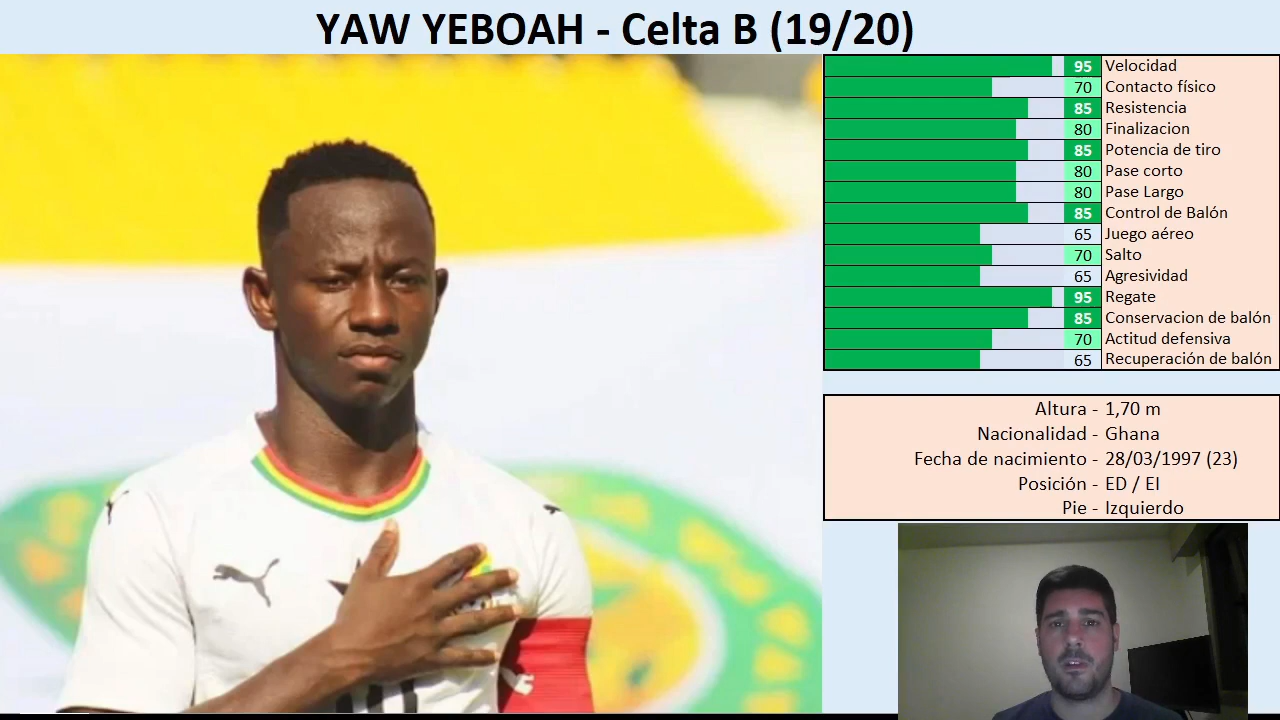 YAW YEBOAH - Celta B (19/20)
95 Velocidad
70 Contacto físico
85 Resistencia
80 Finalizacion
85 Potencia de tiro
80 Pase corto
80 Pase Largo
85 Control de Balón
65 Juego aéreo
70 Salto
65 Agresividad
95 Regate
85 Conservacion de balón
70 Actitud defensiva
65 Recuperación de balón
Altura - 1,70 m
Nacionalidad - Ghana
Fecha de nacimiento - 28/03/1997 (23)
Posición - ED / EI
Pie - Izquierdo